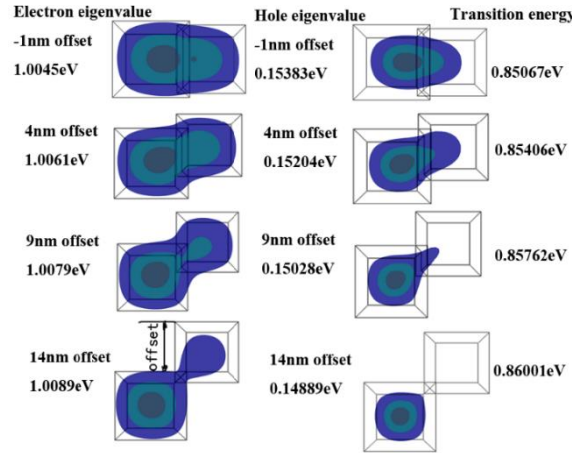 Electron eigenvalue
Hole eigenvalue
Transition energy
-1nm offset
1.0045eV
-1nm offset
0.15383eV
0.85067eV
4nm offset
1.0061eV
4nm offset
0.15204eV
0.85406eV
9nm offset
1.0079eV
9nm offset
0.15028eV
0.85762eV
offset
14nm offset
1.0089eV
14nm offset
0.14889eV
0.86001eV